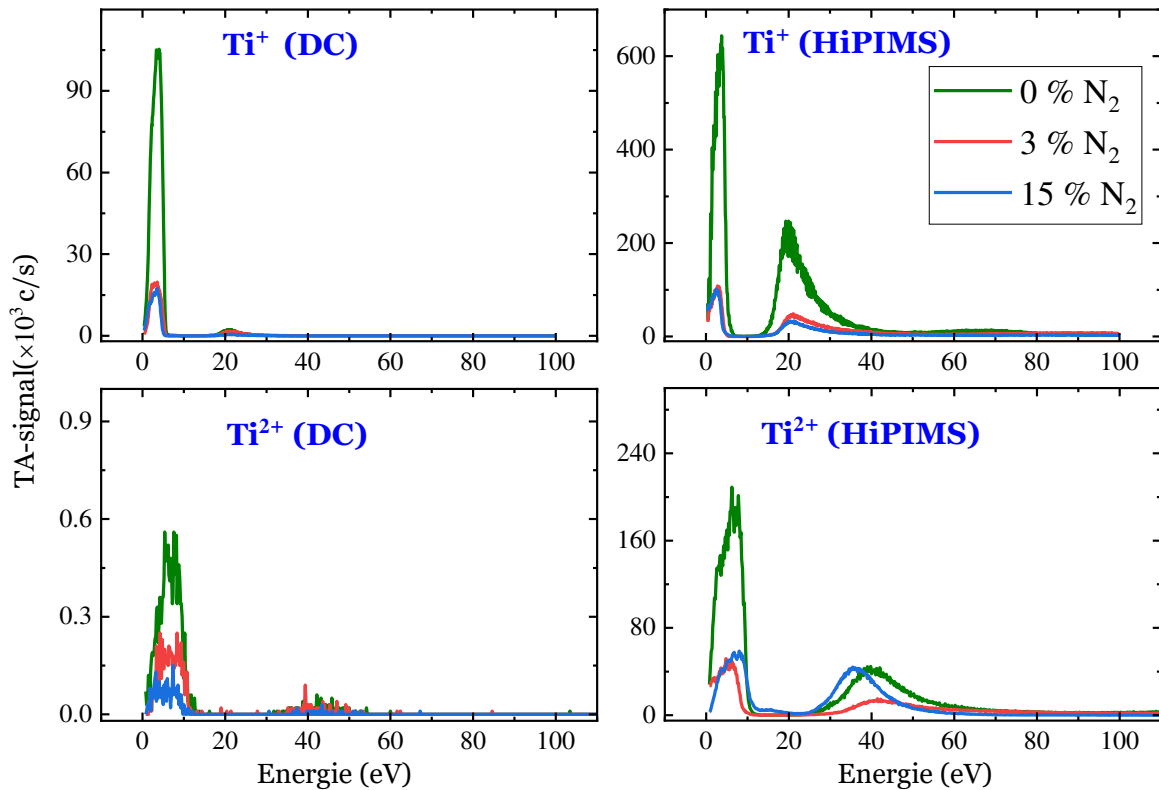 Ti⁺ (DC)
Ti⁺ (HiPIMS)
0 % N₂
3 % N₂
15 % N₂
90
60
30
0
600
400
200
0
0 20 40 60 80 100
0 20 40 60 80 100
TA-signal(×10³ c/s)
Ti²⁺ (DC)
Ti²⁺ (HiPIMS)
0.9
0.6
0.3
0.0
240
160
80
0
0 20 40 60 80 100
0 20 40 60 80 100
Energie (eV)
Energie (eV)